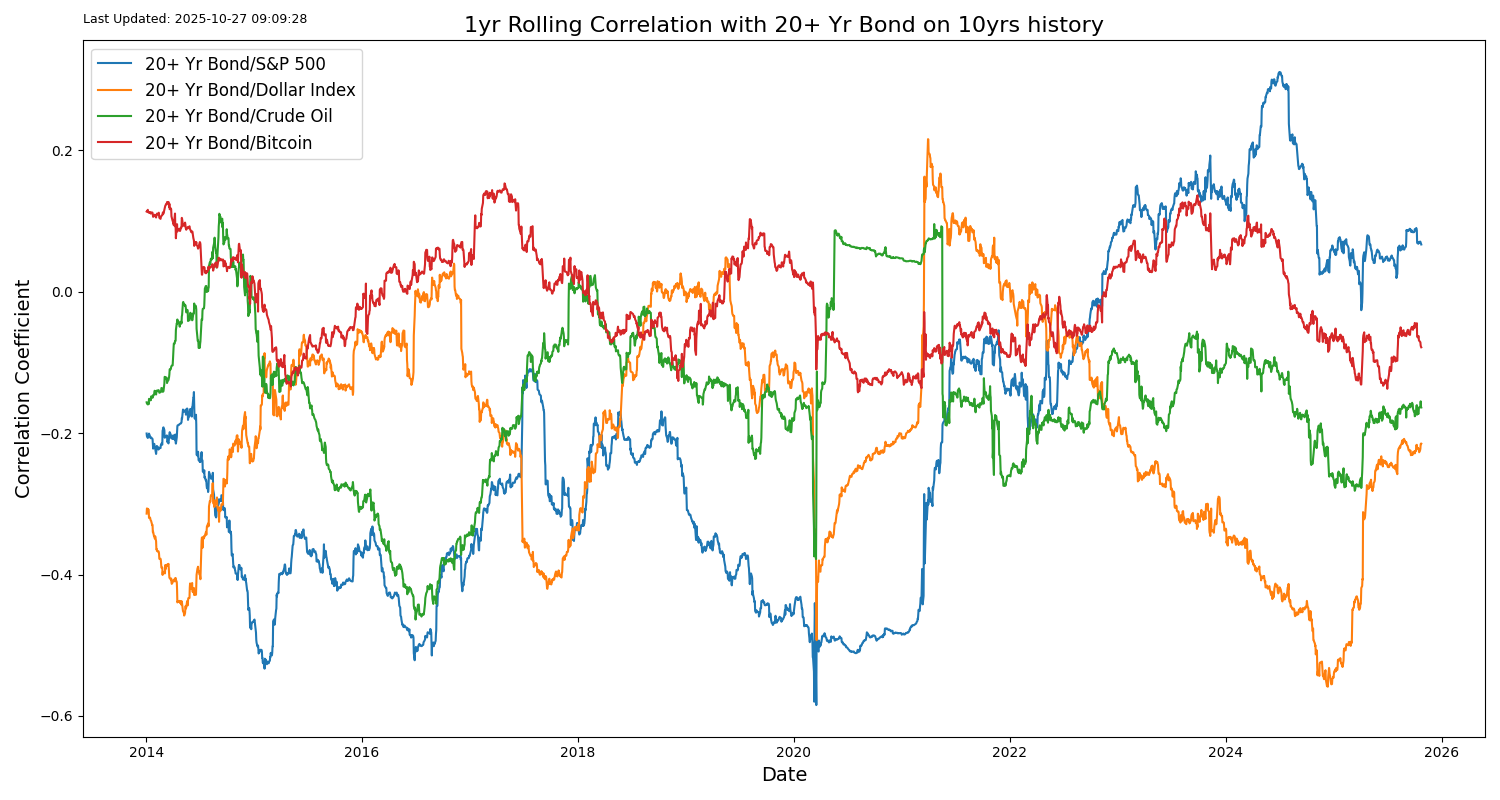 Last Updated: 2025-10-27 09:09:28
1yr Rolling Correlation with 20+ Yr Bond on 10yrs history
20+ Yr Bond/S&P 500
20+ Yr Bond/Dollar Index
20+ Yr Bond/Crude Oil
20+ Yr Bond/Bitcoin
Correlation Coefficient
0.2
0.0
−0.2
−0.4
−0.6
2014 2016 2018 2020 2022 2024 2026
Date